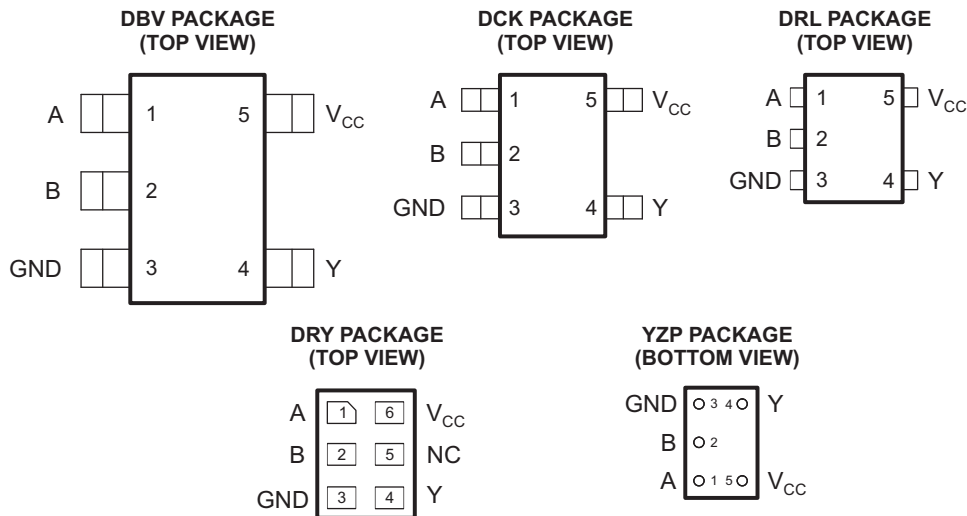 DBV PACKAGE
(TOP VIEW)
A 1 5 VCC
B 2
GND 3 4 Y
DCK PACKAGE
(TOP VIEW)
A 1 5 VCC
B 2
GND 3 4 Y
DRL PACKAGE
(TOP VIEW)
A 1 5 VCC
B 2
GND 3 4 Y
DRY PACKAGE
(TOP VIEW)
A 1 6 VCC
B 2 5 NC
GND 3 4 Y
YZP PACKAGE
(BOTTOM VIEW)
GND 3 4 Y
B 2
A 1 5 VCC